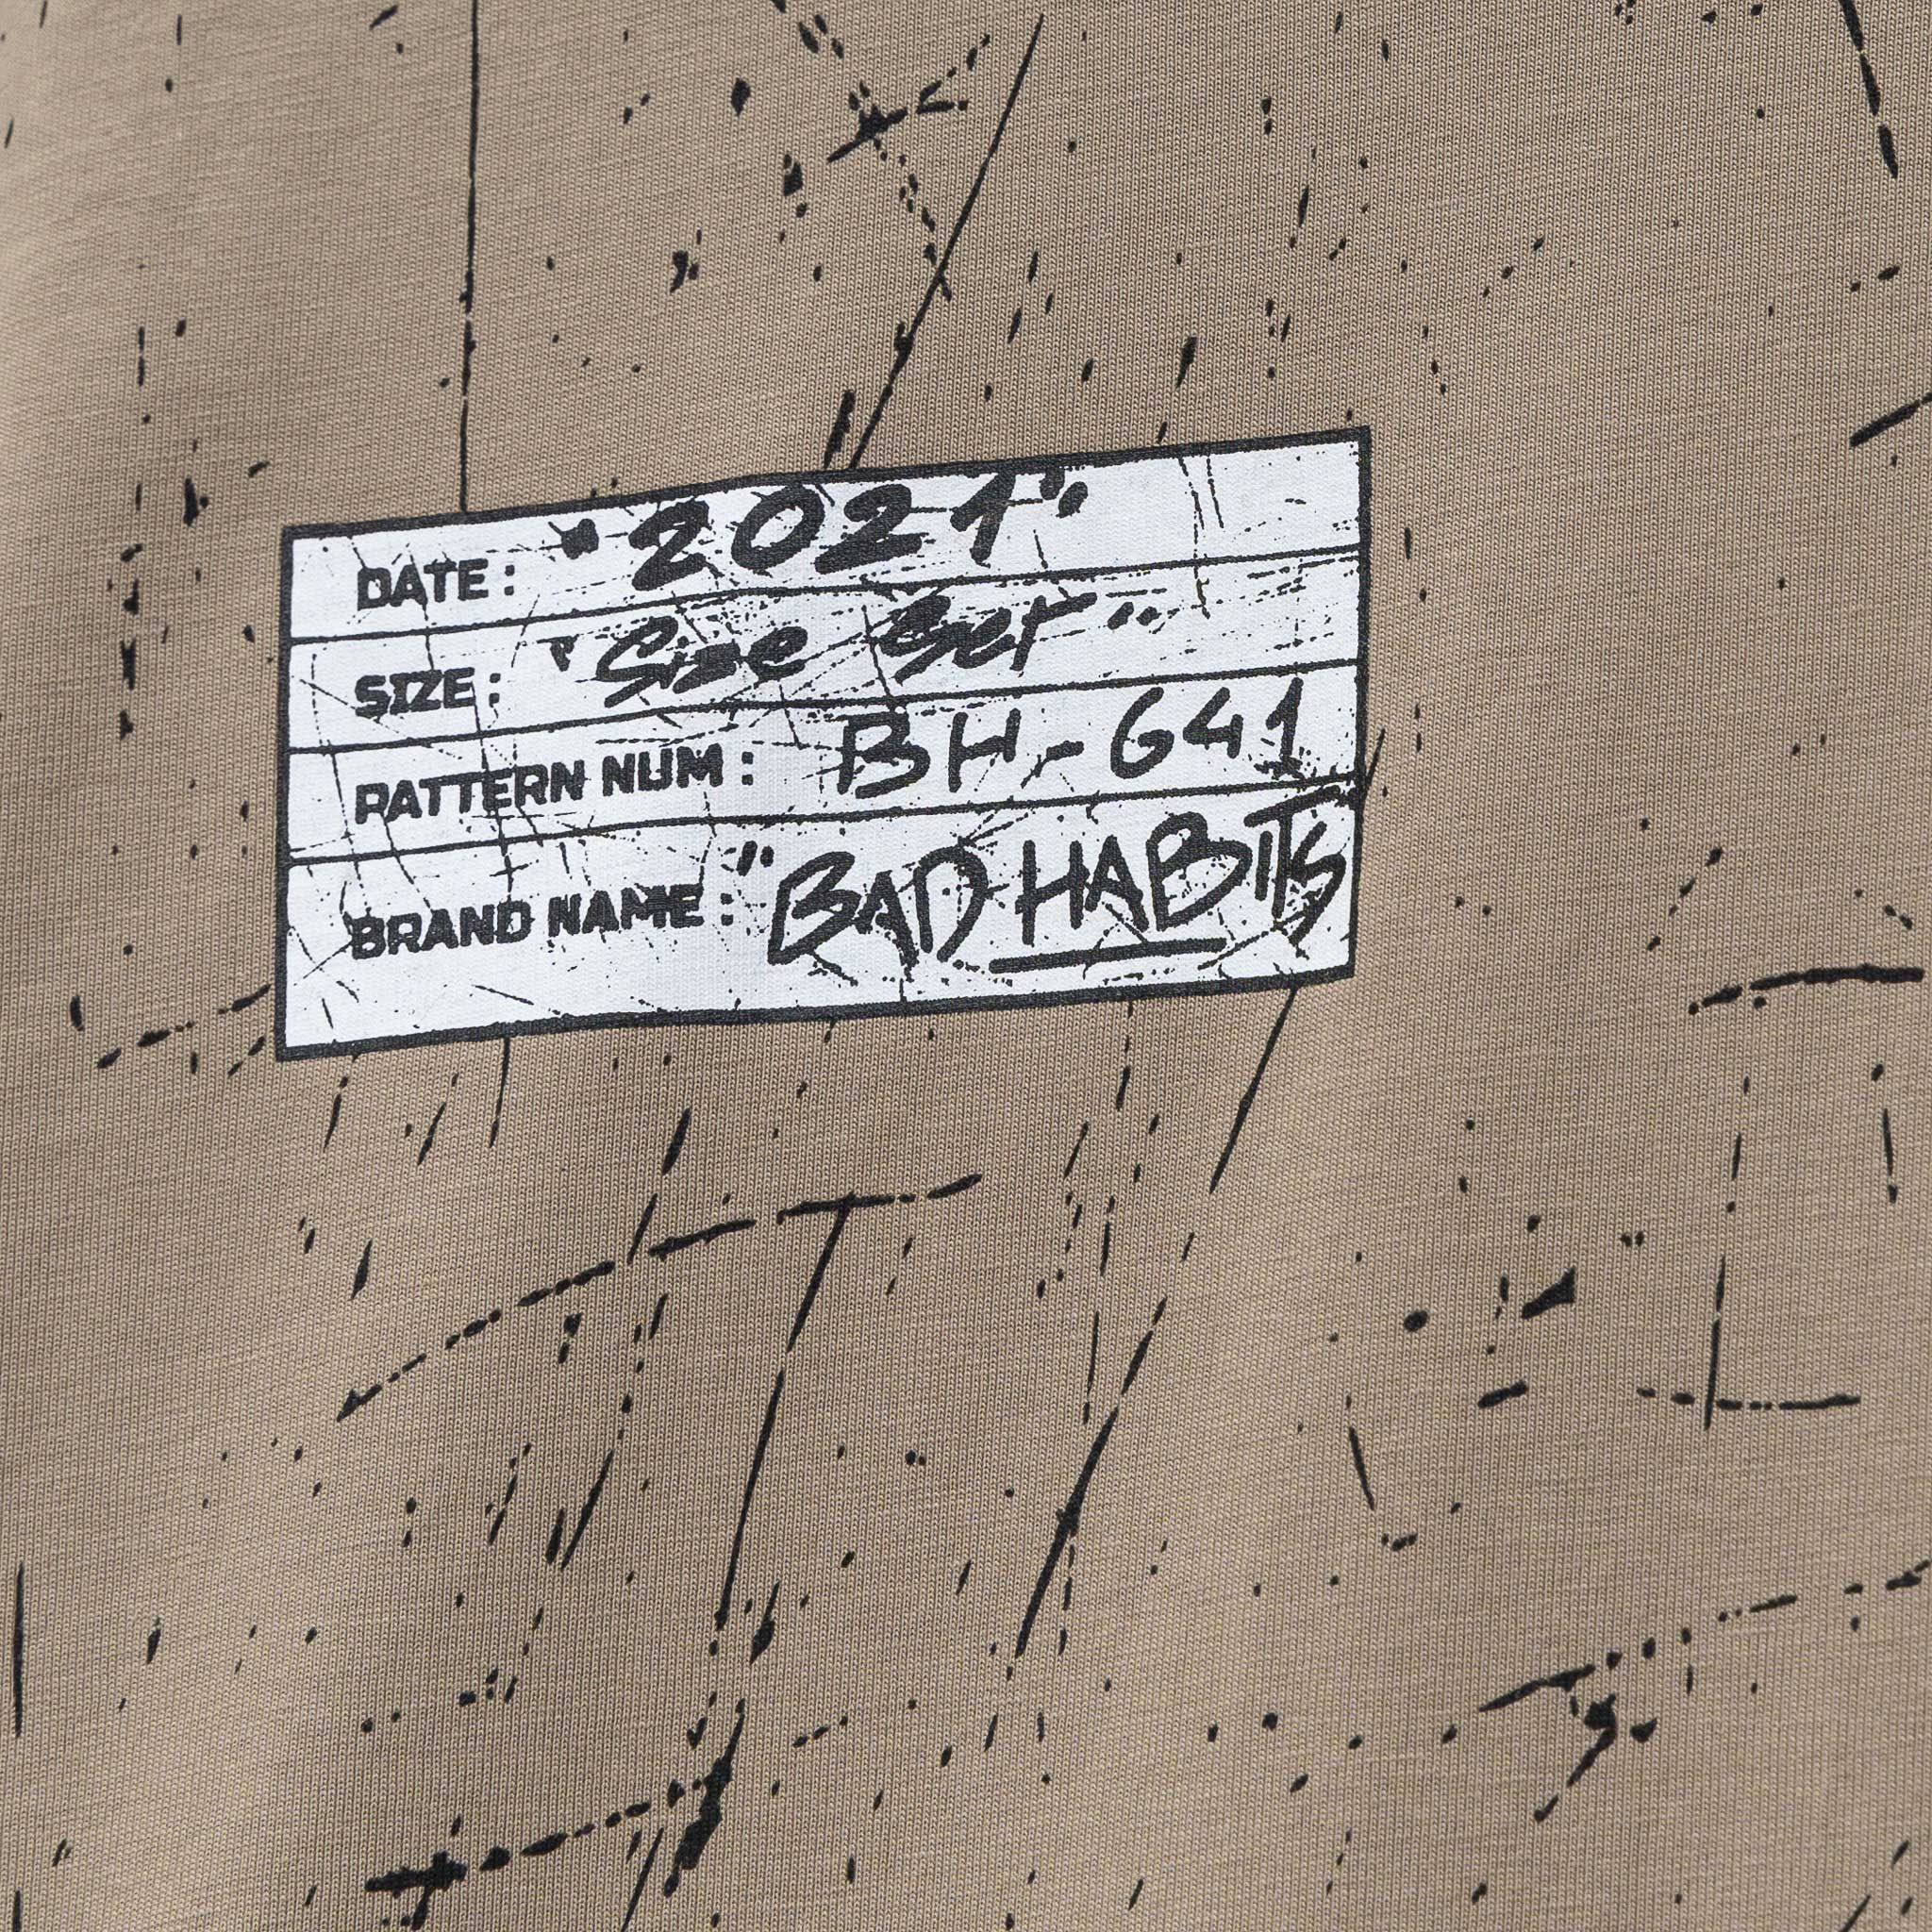 DATE: "2021"
SIZE: "Size Set"
PATTERN NUM: BH-641
BRAND NAME: "BAD HABITS